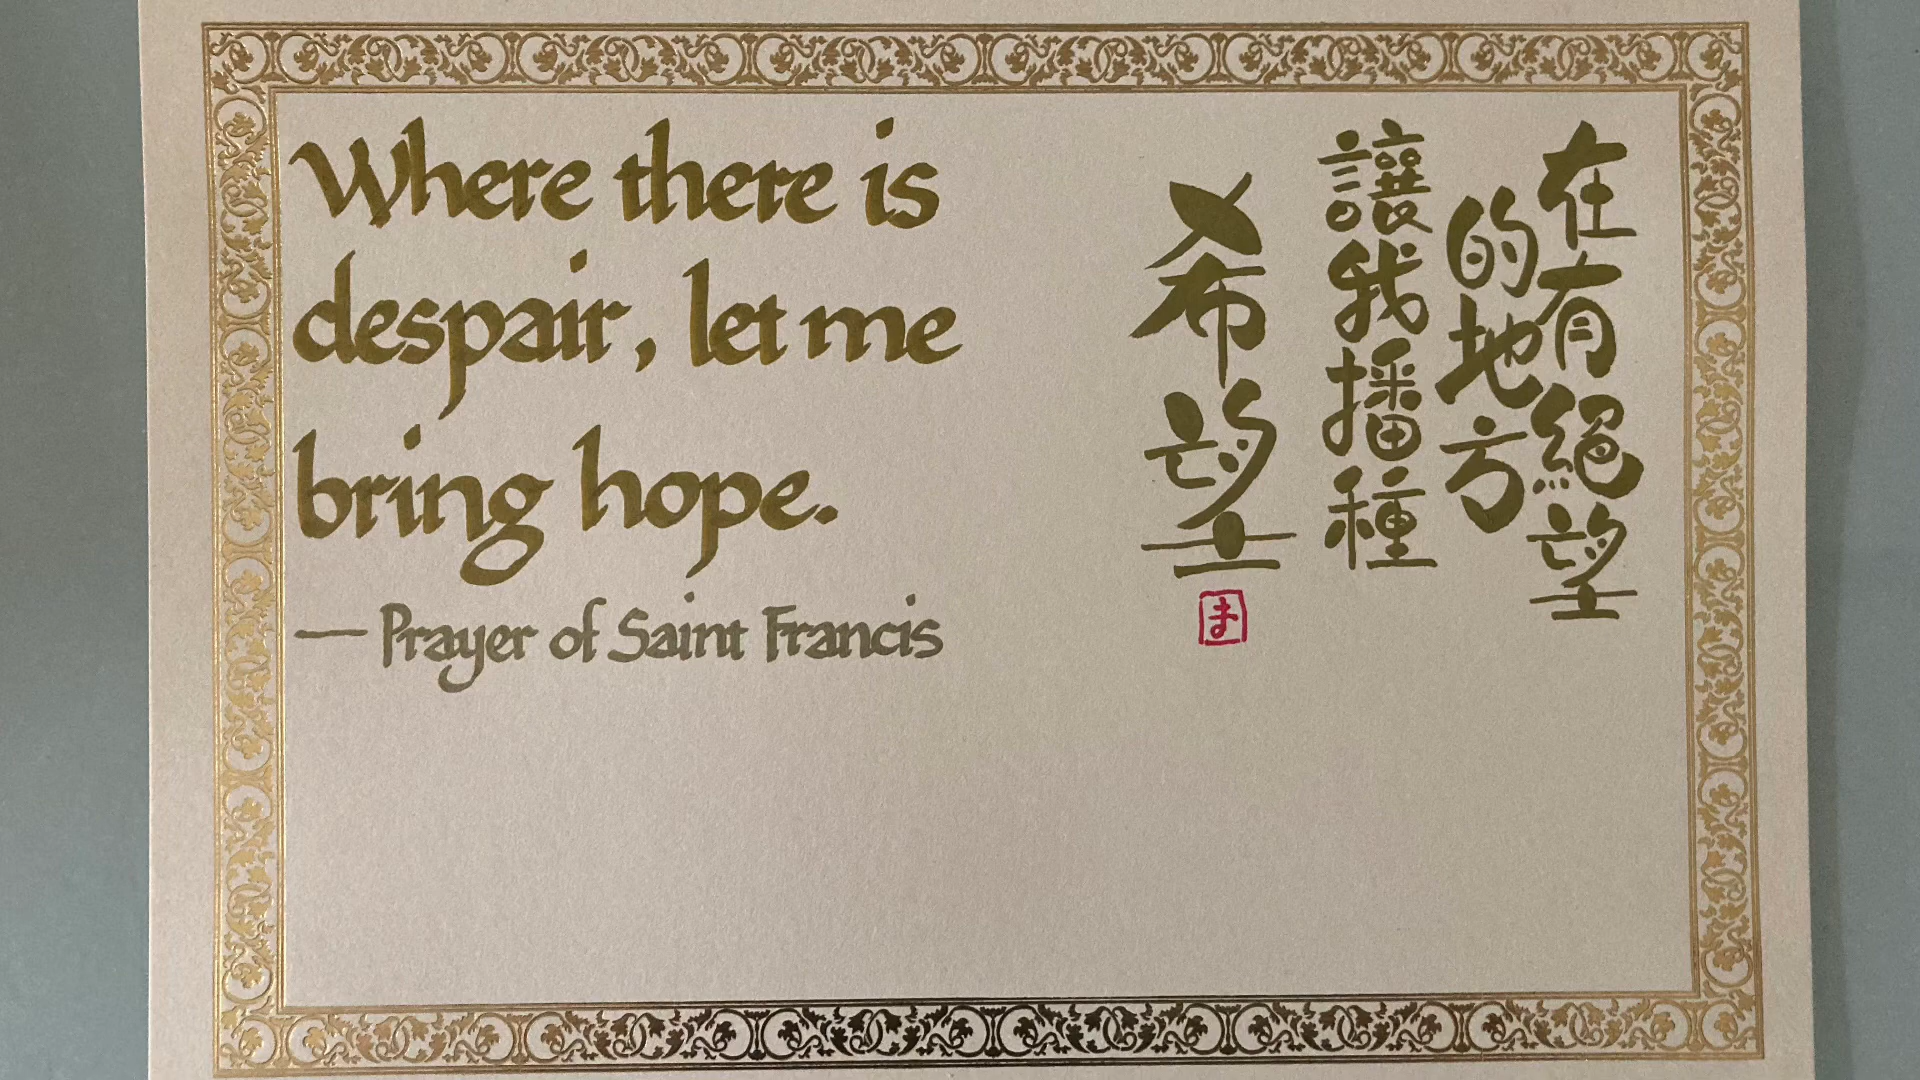 Where there is
despair, let me
bring hope.
— Prayer of Saint Francis
在有絕望
的地方
讓我播種
希望
ま